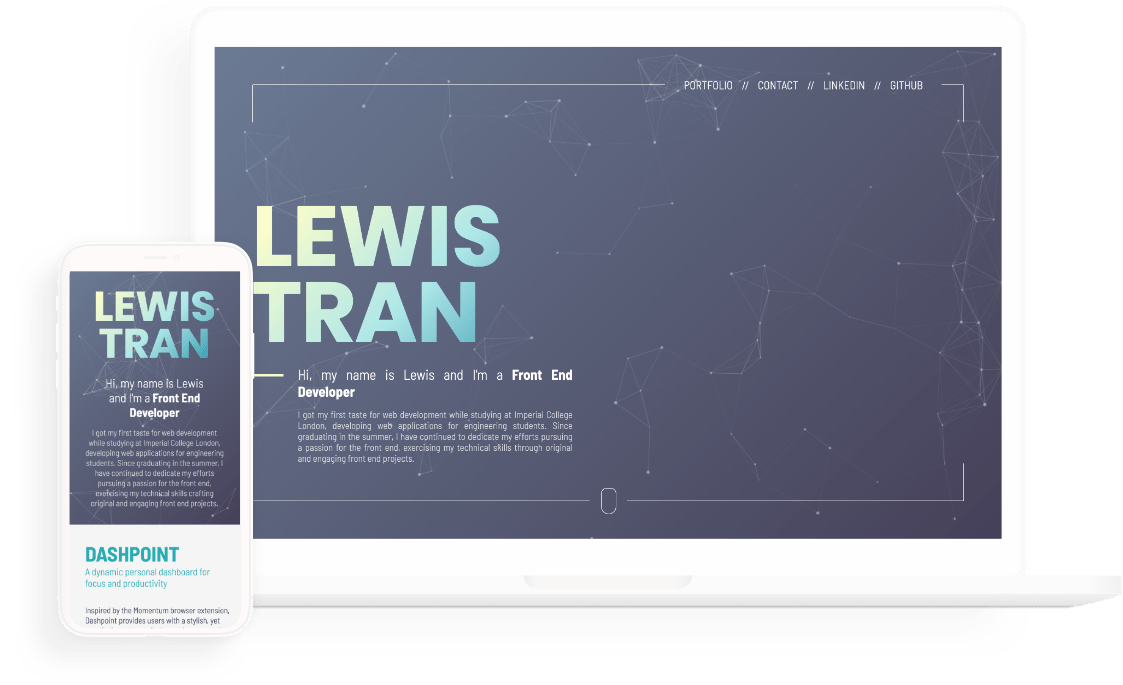 PORTFOLIO // CONTACT // LINKEDIN // GITHUB
LEWIS
TRAN
Hi, my name is Lewis and I'm a Front End
Developer
I got my first taste for web development while studying at Imperial College
London, developing web applications for engineering students. Since
graduating in the summer, I have continued to dedicate my efforts pursuing
a passion for the front end, exercising my technical skills through original
and engaging front end projects.
LEWIS
TRAN
Hi, my name is Lewis
and I'm a Front End
Developer
I got my first taste for web development
while studying at Imperial College London,
developing web applications for engineering
students. Since graduating in the summer, I
have continued to dedicate my efforts
pursuing a passion for the front end,
exercising my technical skills crafting
original and engaging front end projects.
DASHPOINT
A dynamic personal dashboard for
focus and productivity
Inspired by the Momentum browser extension,
Dashpoint provides users with a stylish, yet